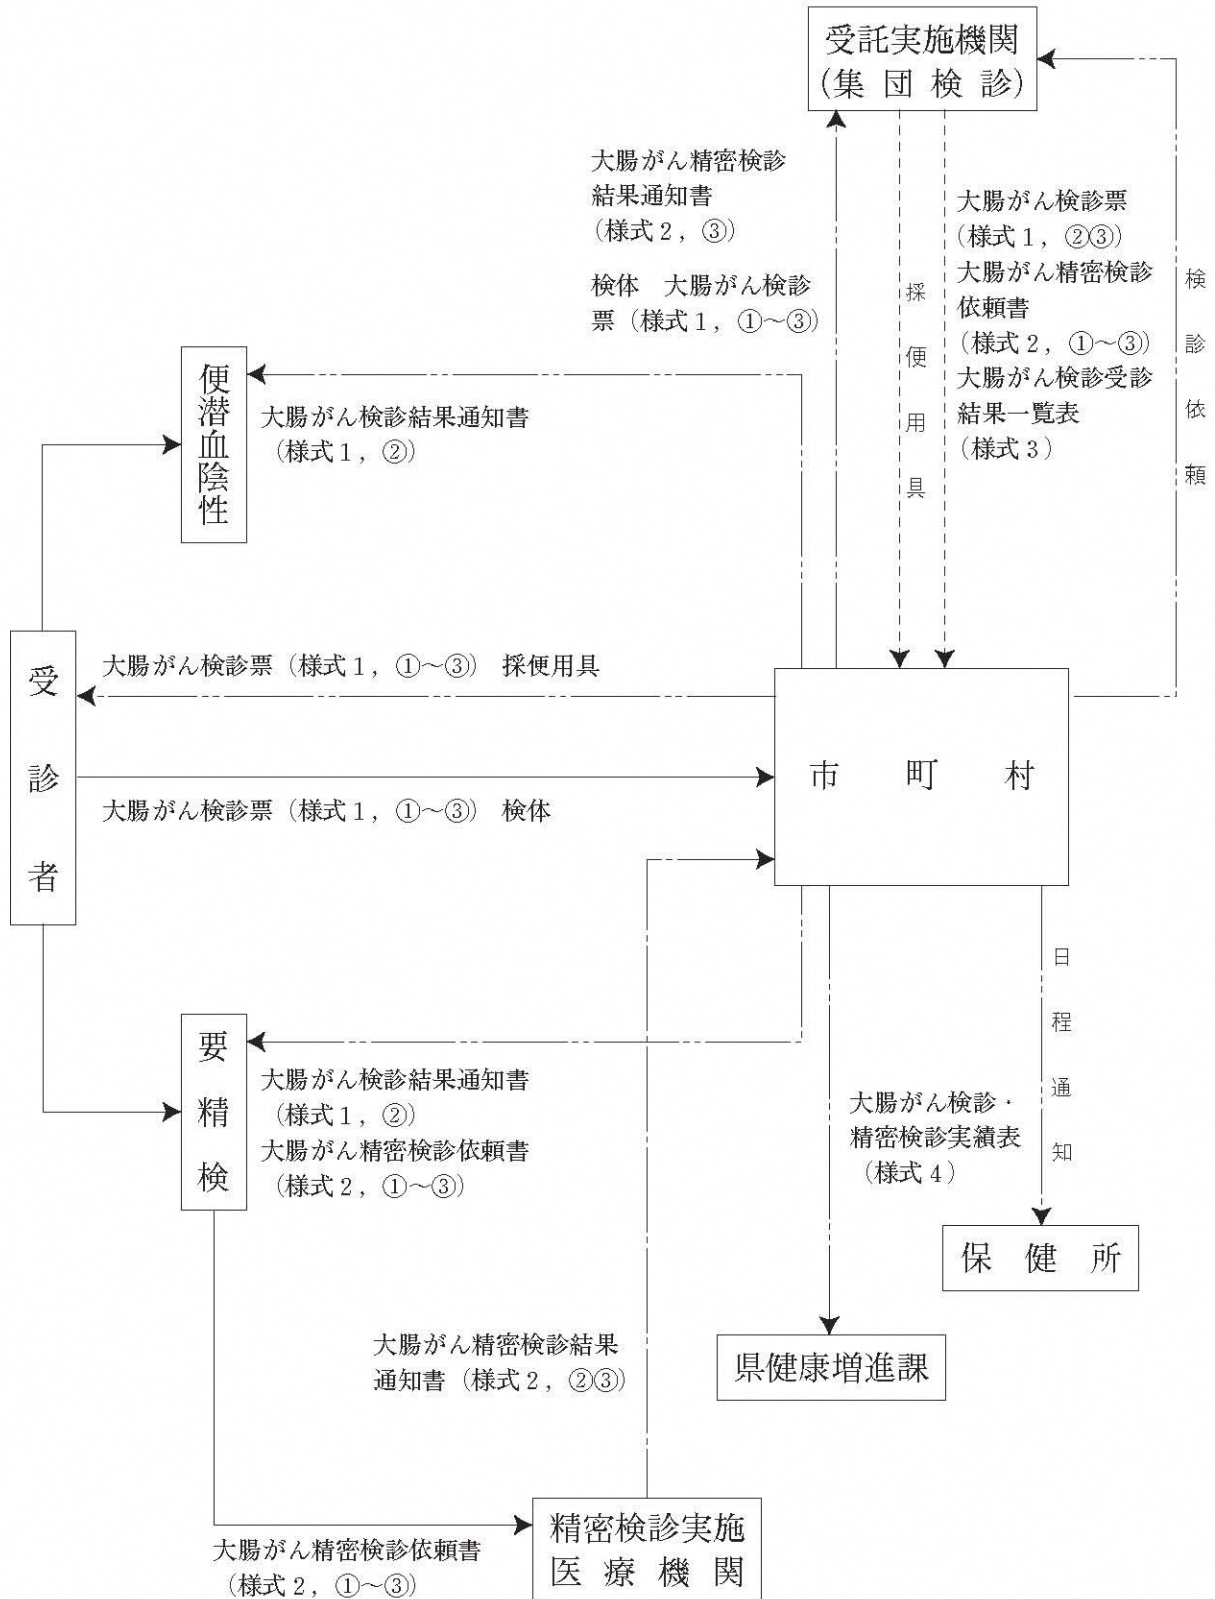 受託実施機関
（集団検診）
大腸がん精密検診
結果通知書
（様式２，③）
検体　大腸がん検診
票（様式１，①～③）
採便用具
大腸がん検診票
（様式１，②③）
大腸がん精密検診
依頼書
（様式２，①～③）
大腸がん検診受診
結果一覧表
（様式３）
検診依頼
便潜血陰性
大腸がん検診結果通知書
（様式１，②）
受診者
大腸がん検診票（様式１，①～③）　採便用具
市町村
大腸がん検診票（様式１，①～③）　検体
要精検
大腸がん検診結果通知書
（様式１，②）
大腸がん精密検診依頼書
（様式２，①～③）
大腸がん検診・
精密検診実績表
（様式４）
日程通知
保健所
県健康増進課
大腸がん精密検診結果
通知書（様式２，②③）
大腸がん精密検診依頼書
（様式２，①～③）
精密検診実施
医療機関